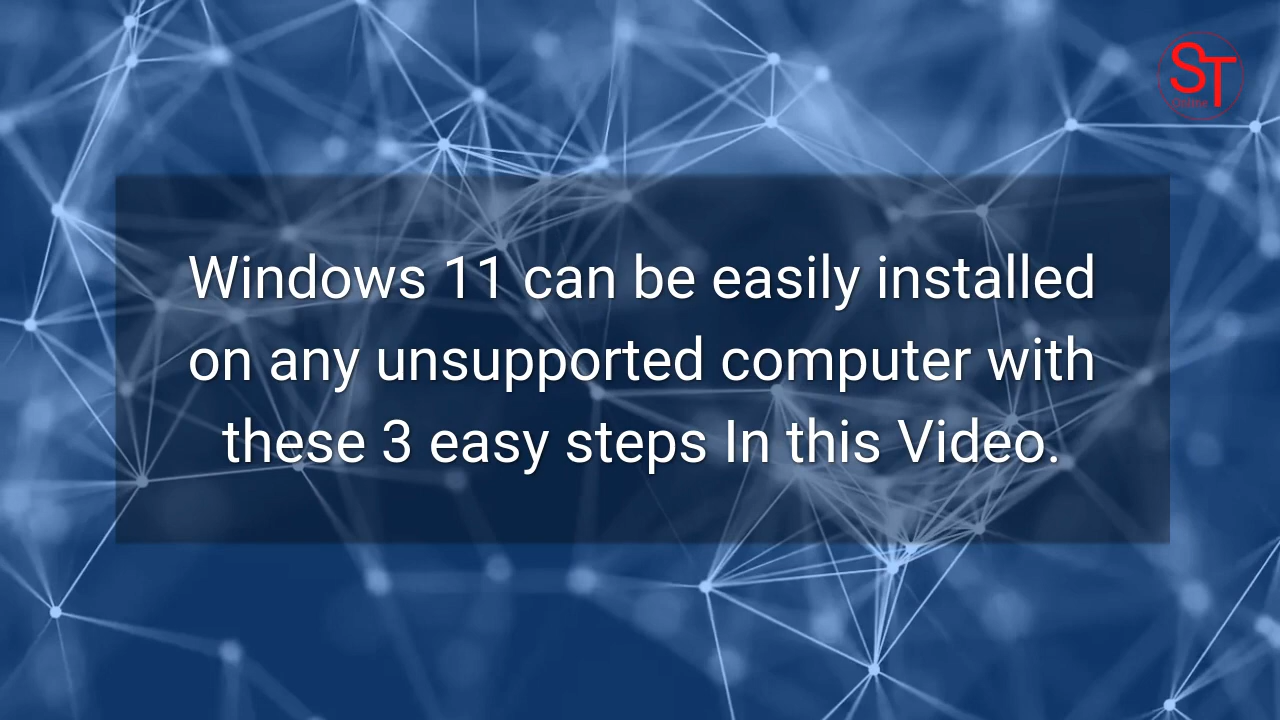 ST
Online
Windows 11 can be easily installed
on any unsupported computer with
these 3 easy steps In this Video.